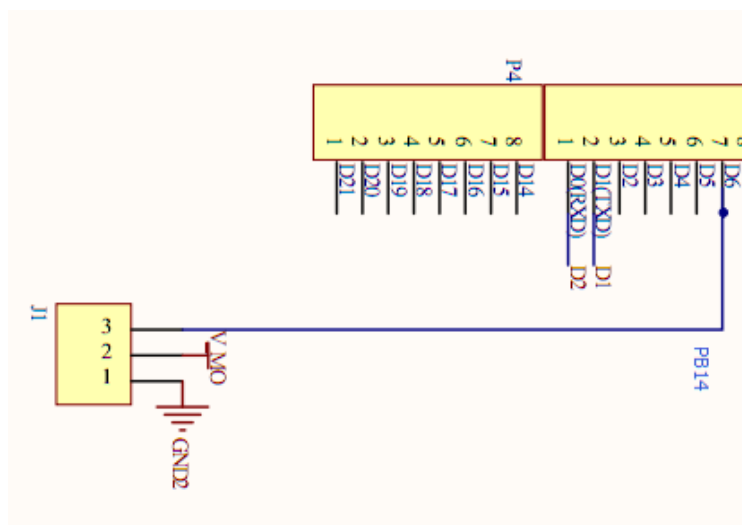 P4
1 2 3 4 5 6 7 8
D21 D20 D19 D18 D17 D16 D15 D14
1 2 3 4 5 6 7 8
D0(RXD) D1(TXD) D2 D3 D4 D5 D6
D2 D1
J1
3
2
1
V_MO
GND2
PB14